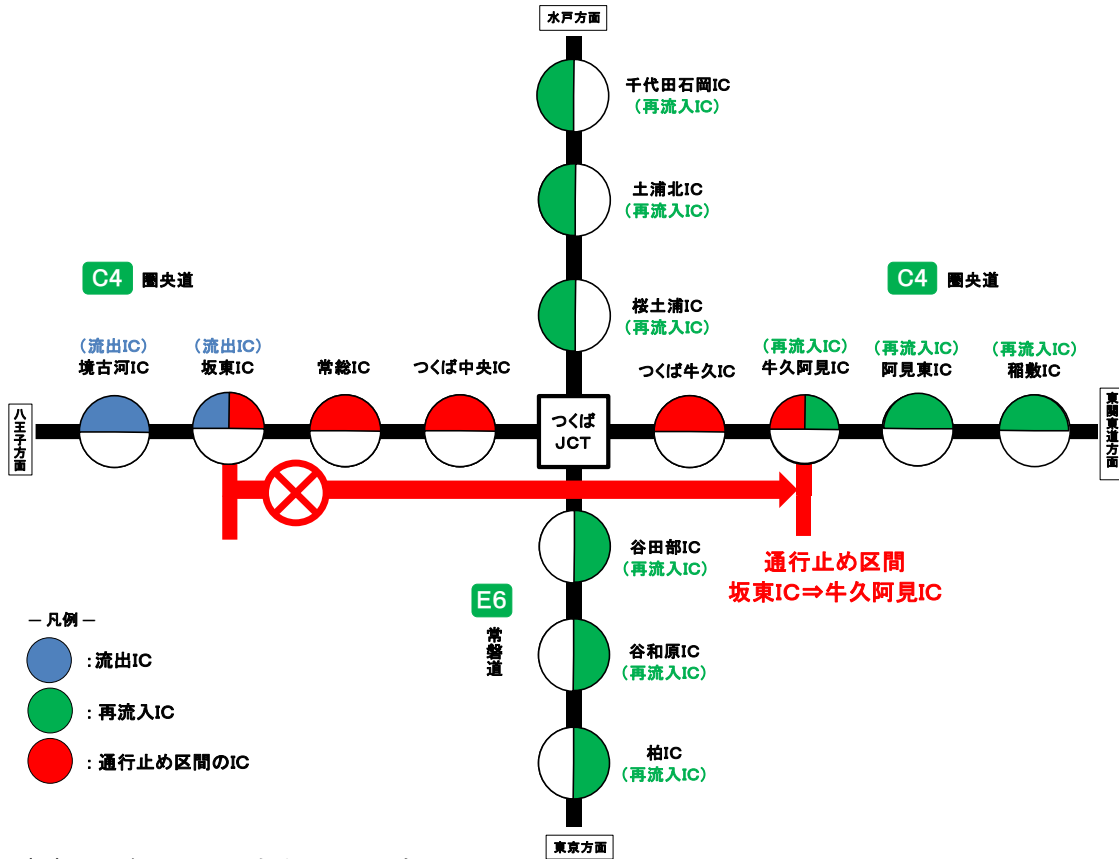 水戸方面
千代田石岡IC
(再流入IC)
土浦北IC
(再流入IC)
桜土浦IC
(再流入IC)
C4 圏央道
C4 圏央道
(流出IC)
境古河IC
(流出IC)
坂東IC
常総IC
つくば中央IC
つくば牛久IC
(再流入IC)
牛久阿見IC
(再流入IC)
阿見東IC
(再流入IC)
稲敷IC
八王子方面
つくば
JCT
東関東道方面
谷田部IC
(再流入IC)
通行止め区間
坂東IC⇒牛久阿見IC
E6
常磐道
谷和原IC
(再流入IC)
柏IC
(再流入IC)
東京方面
― 凡例 ―
：流出IC
：再流入IC
：通行止め区間のIC